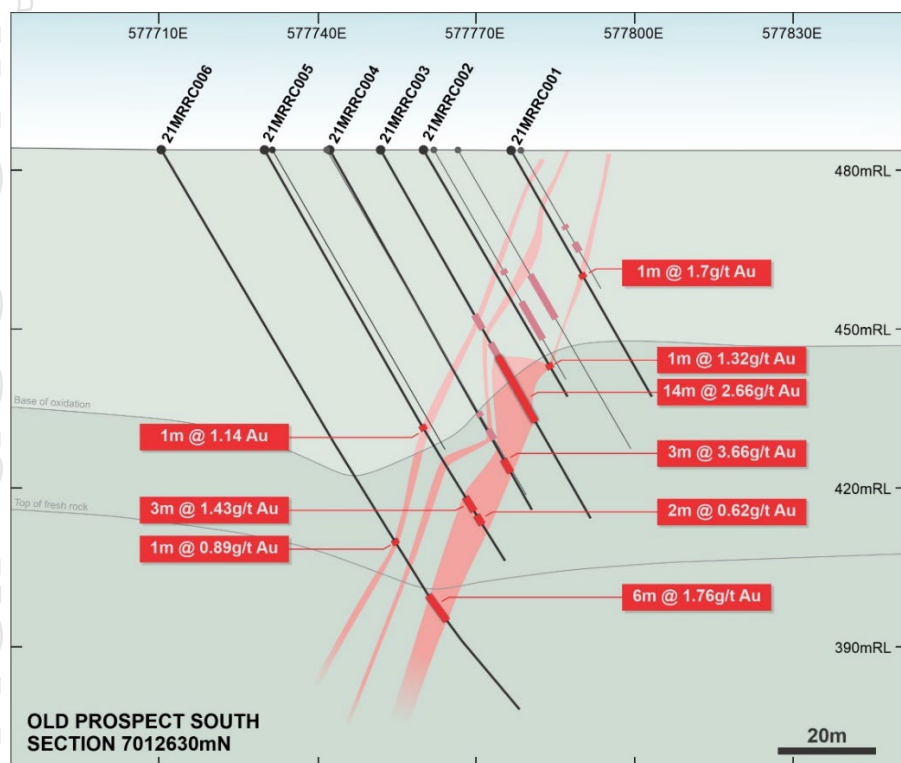 577710E
577740E
577770E
577800E
577830E
21MRRC006
21MRRC005
21MRRC004
21MRRC003
21MRRC002
21MRRC001
480mRL
1m @ 1.7g/t Au
450mRL
1m @ 1.32g/t Au
14m @ 2.66g/t Au
Base of oxidation
1m @ 1.14 Au
3m @ 3.66g/t Au
420mRL
Top of fresh rock
3m @ 1.43g/t Au
2m @ 0.62g/t Au
1m @ 0.89g/t Au
6m @ 1.76g/t Au
390mRL
OLD PROSPECT SOUTH
SECTION 7012630mN
20m